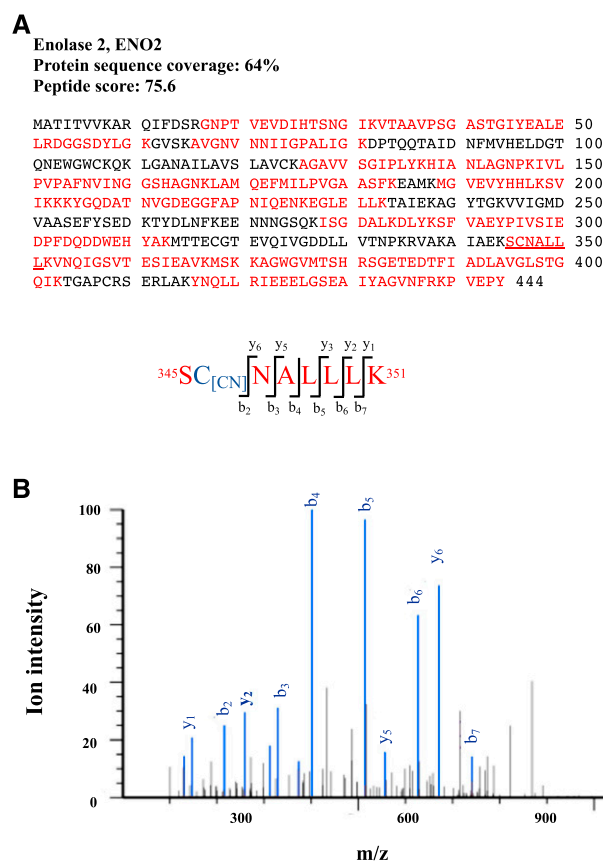 A
Enolase 2, ENO2
Protein sequence coverage: 64%
Peptide score: 75.6
MATITVVKAR QIFDSRGNPT VEVDIHTSNG IKVTAAVPSG ASTGIYEALE 50
LRDGGSDYLG KGVSKAVGNV NNIIGPALIG KDPTQQTAID NFMVHELDGT 100
QNEWGWCKQK LGANAILAVS LAVCKAGAVV SGIPLYKHIA NLAGNPKIVL 150
PVPAFNVING GSHAGNKLAM QEFMILPVGA ASFKEAMKMG VEVYHHLKSV 200
IKKKYGQDAT NVGDEGGFAP NIQENKEGLE LLKTAIEKAG YTGKVVIGMD 250
VAASEFYSED KTYDLNFKEE NNNGSQKISG DALKDLYKSF VAEYPIVSIE 300
DPFDQDDWEH YAKMTTECGT EVQIVGDDLL VTNPKRVAKA IAEKSCNALL 350
LKVNQIGSVT ESIEAVKMSK KAGWGVMTSH RSGETEDTFI ADLAVGLSTG 400
QIKTGAPCRS ERLAKYNQLL RIEEELGSEA IYAGVNFRKP VEPY 444
y6 y5 y3 y2 y1
345SC[CN]NALLLK351
b2 b3 b4 b5 b6 b7
B
100
80
60
40
20
0
Ion intensity
y1
b2
y2
b3
b4
b5
y5
b6
y6
b7
300 600 900
m/z